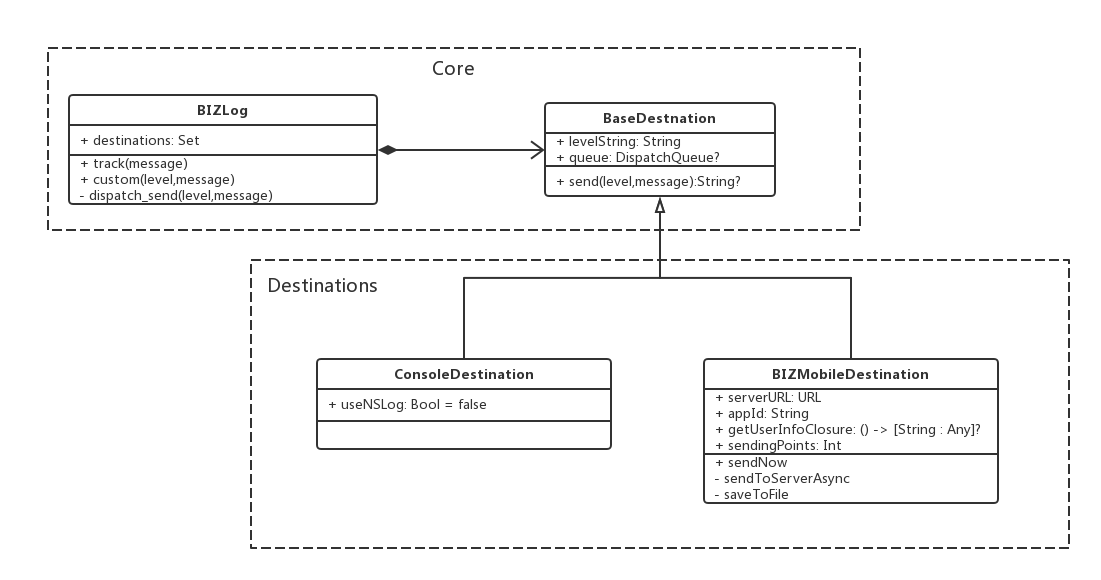 Core
BIZLog
+ destinations: Set
+ track(message)
+ custom(level,message)
- dispatch_send(level,message)
BaseDestnation
+ levelString: String
+ queue: DispatchQueue?
+ send(level,message):String?
Destinations
ConsoleDestination
+ useNSLog: Bool = false
BIZMobileDestination
+ serverURL: URL
+ appId: String
+ getUserInfoClosure: () -> [String : Any]?
+ sendingPoints: Int
+ sendNow
- sendToServerAsync
- saveToFile